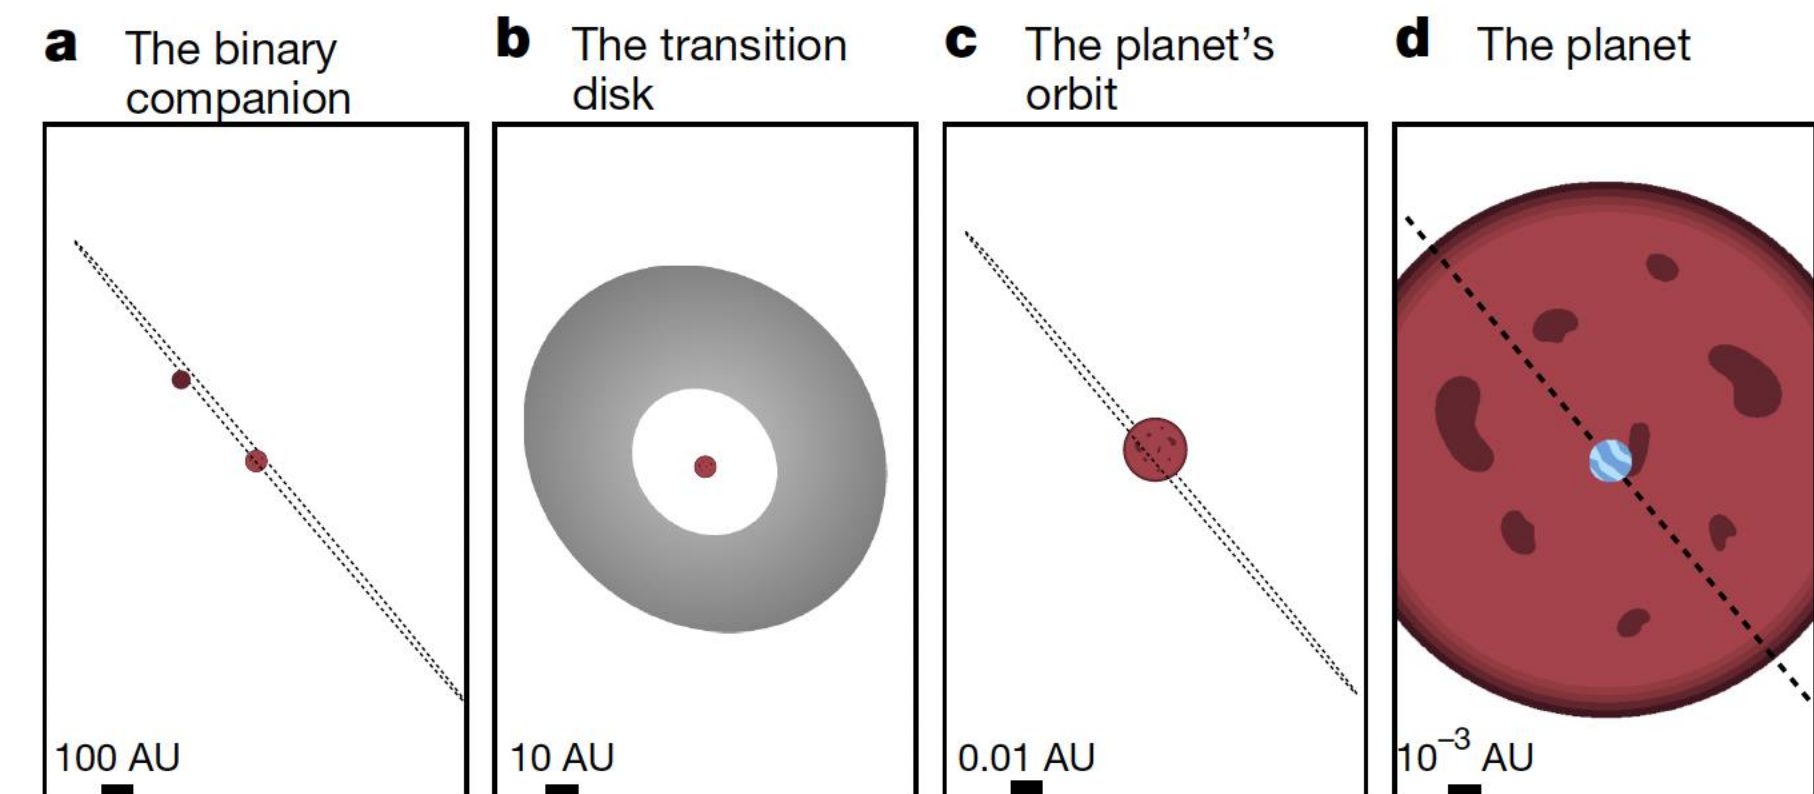 a The binary
companion
b The transition
disk
c The planet’s
orbit
d The planet
100 AU
10 AU
0.01 AU
10⁻³ AU